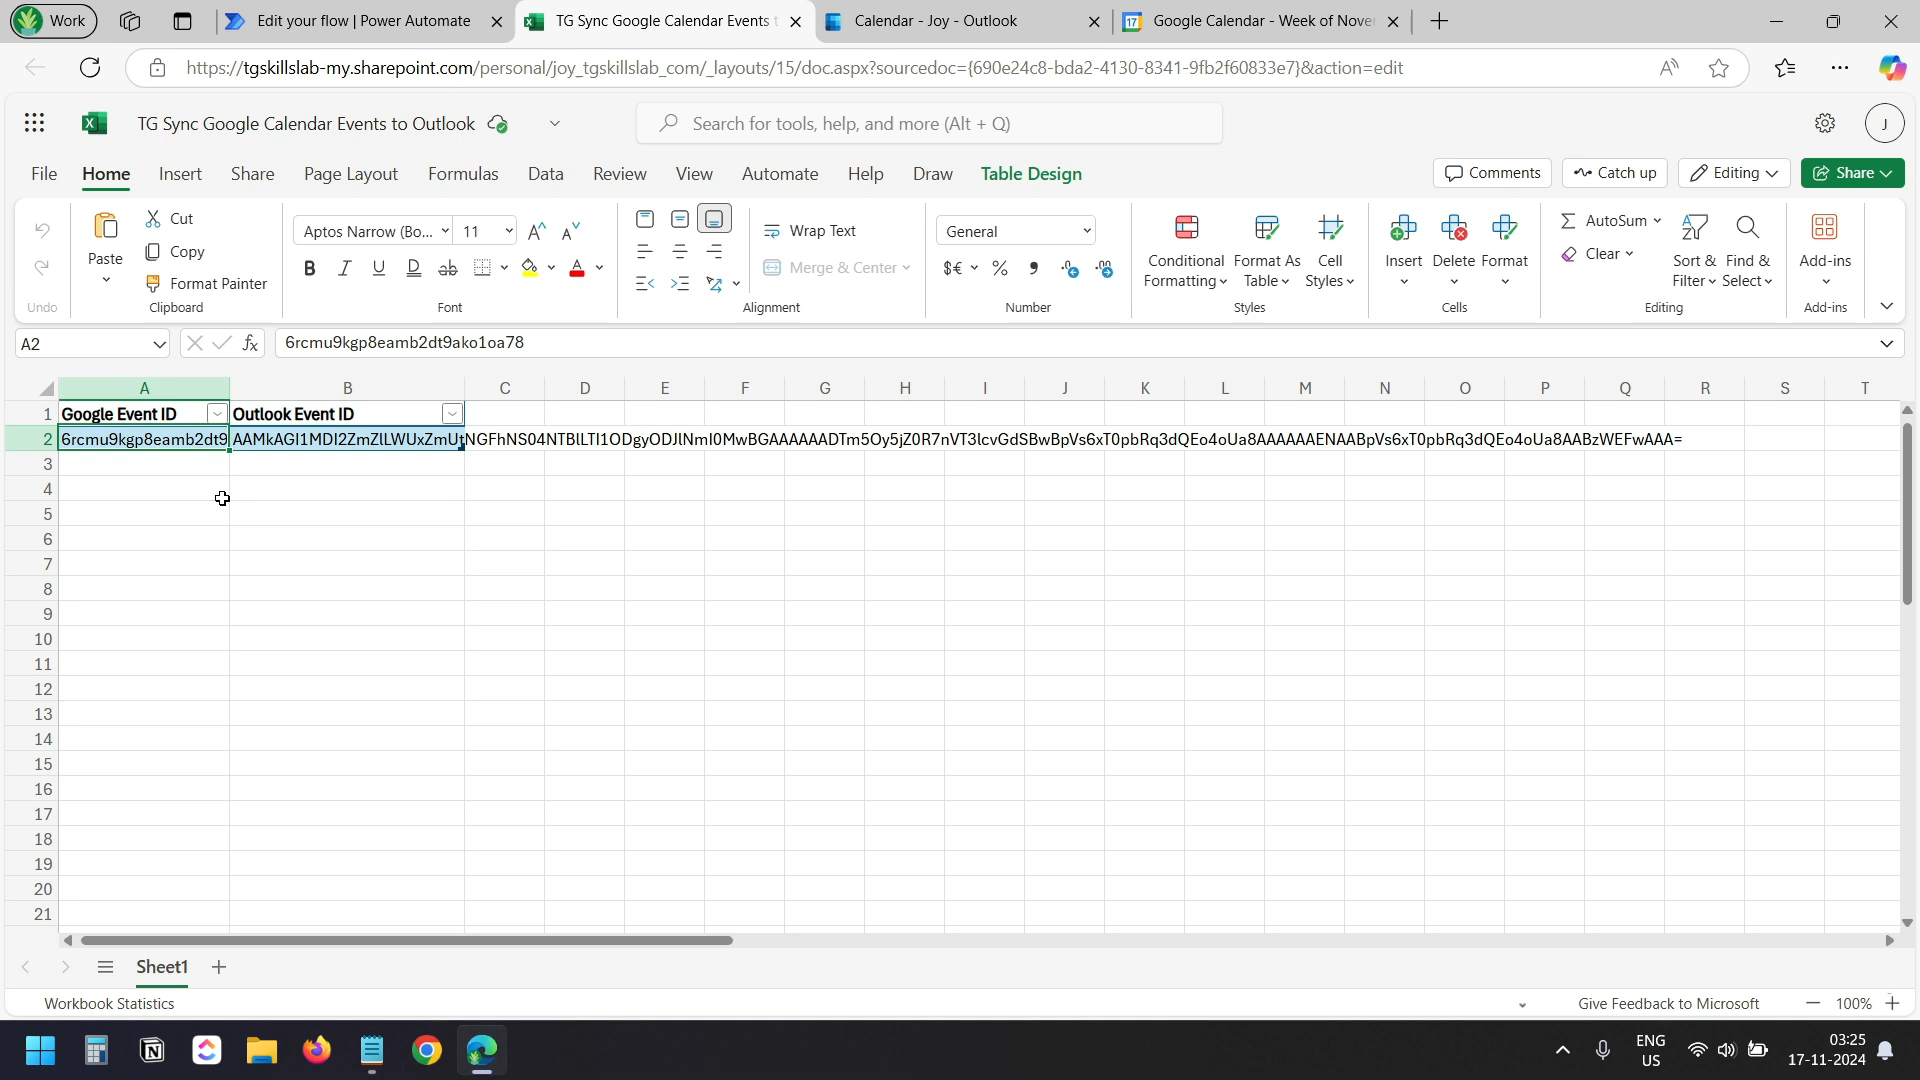 Work
Edit your flow | Power Automate
TG Sync Google Calendar Events
Calendar - Joy - Outlook
17
Google Calendar - Week of Nove
https://tgskillslab-my.sharepoint.com/personal/joy_tgskillslab_com/_layouts/15/doc.aspx?sourcedoc={690e24c8-bda2-4130-8341-9fb2f60833e7}&action=edit
TG Sync Google Calendar Events to Outlook
Search for tools, help, and more (Alt + Q)
J
File Home Insert Share Page Layout Formulas Data Review View Automate Help Draw Table Design
Comments Catch up Editing Share
Paste Cut Copy Format Painter
Aptos Narrow (Bo... 11
Wrap Text
Merge & Center
General
Conditional Formatting
Format As Table
Cell Styles
Insert Delete Format
AutoSum
Clear
Sort & Filter
Find & Select
Add-ins
Undo Clipboard Font Alignment Number Styles Cells Editing Add-ins
A2
6rcmu9kgp8eamb2dt9ako1oa78
A B C D E F G H I J K L M N O P Q R S T
1 Google Event ID Outlook Event ID
2 6rcmu9kgp8eamb2dt9 AAMkAGI1MDI2ZmZlLWUxZmUtNGFhNS04NTBlLTI1ODgyODJlNmI0MwBGAAAAAADTm5Oy5jZ0R7nVT3lcvGdSBwBpVs6xT0pbRq3dQEo4oUa8AAAAAAENAABpVs6xT0pbRq3dQEo4oUa8AABzWEFwAAA=
3
4
5
6
7
8
9
10
11
12
13
14
15
16
17
18
19
20
21
Sheet1
Workbook Statistics
Give Feedback to Microsoft
100%
ENG
US
03:25
17-11-2024